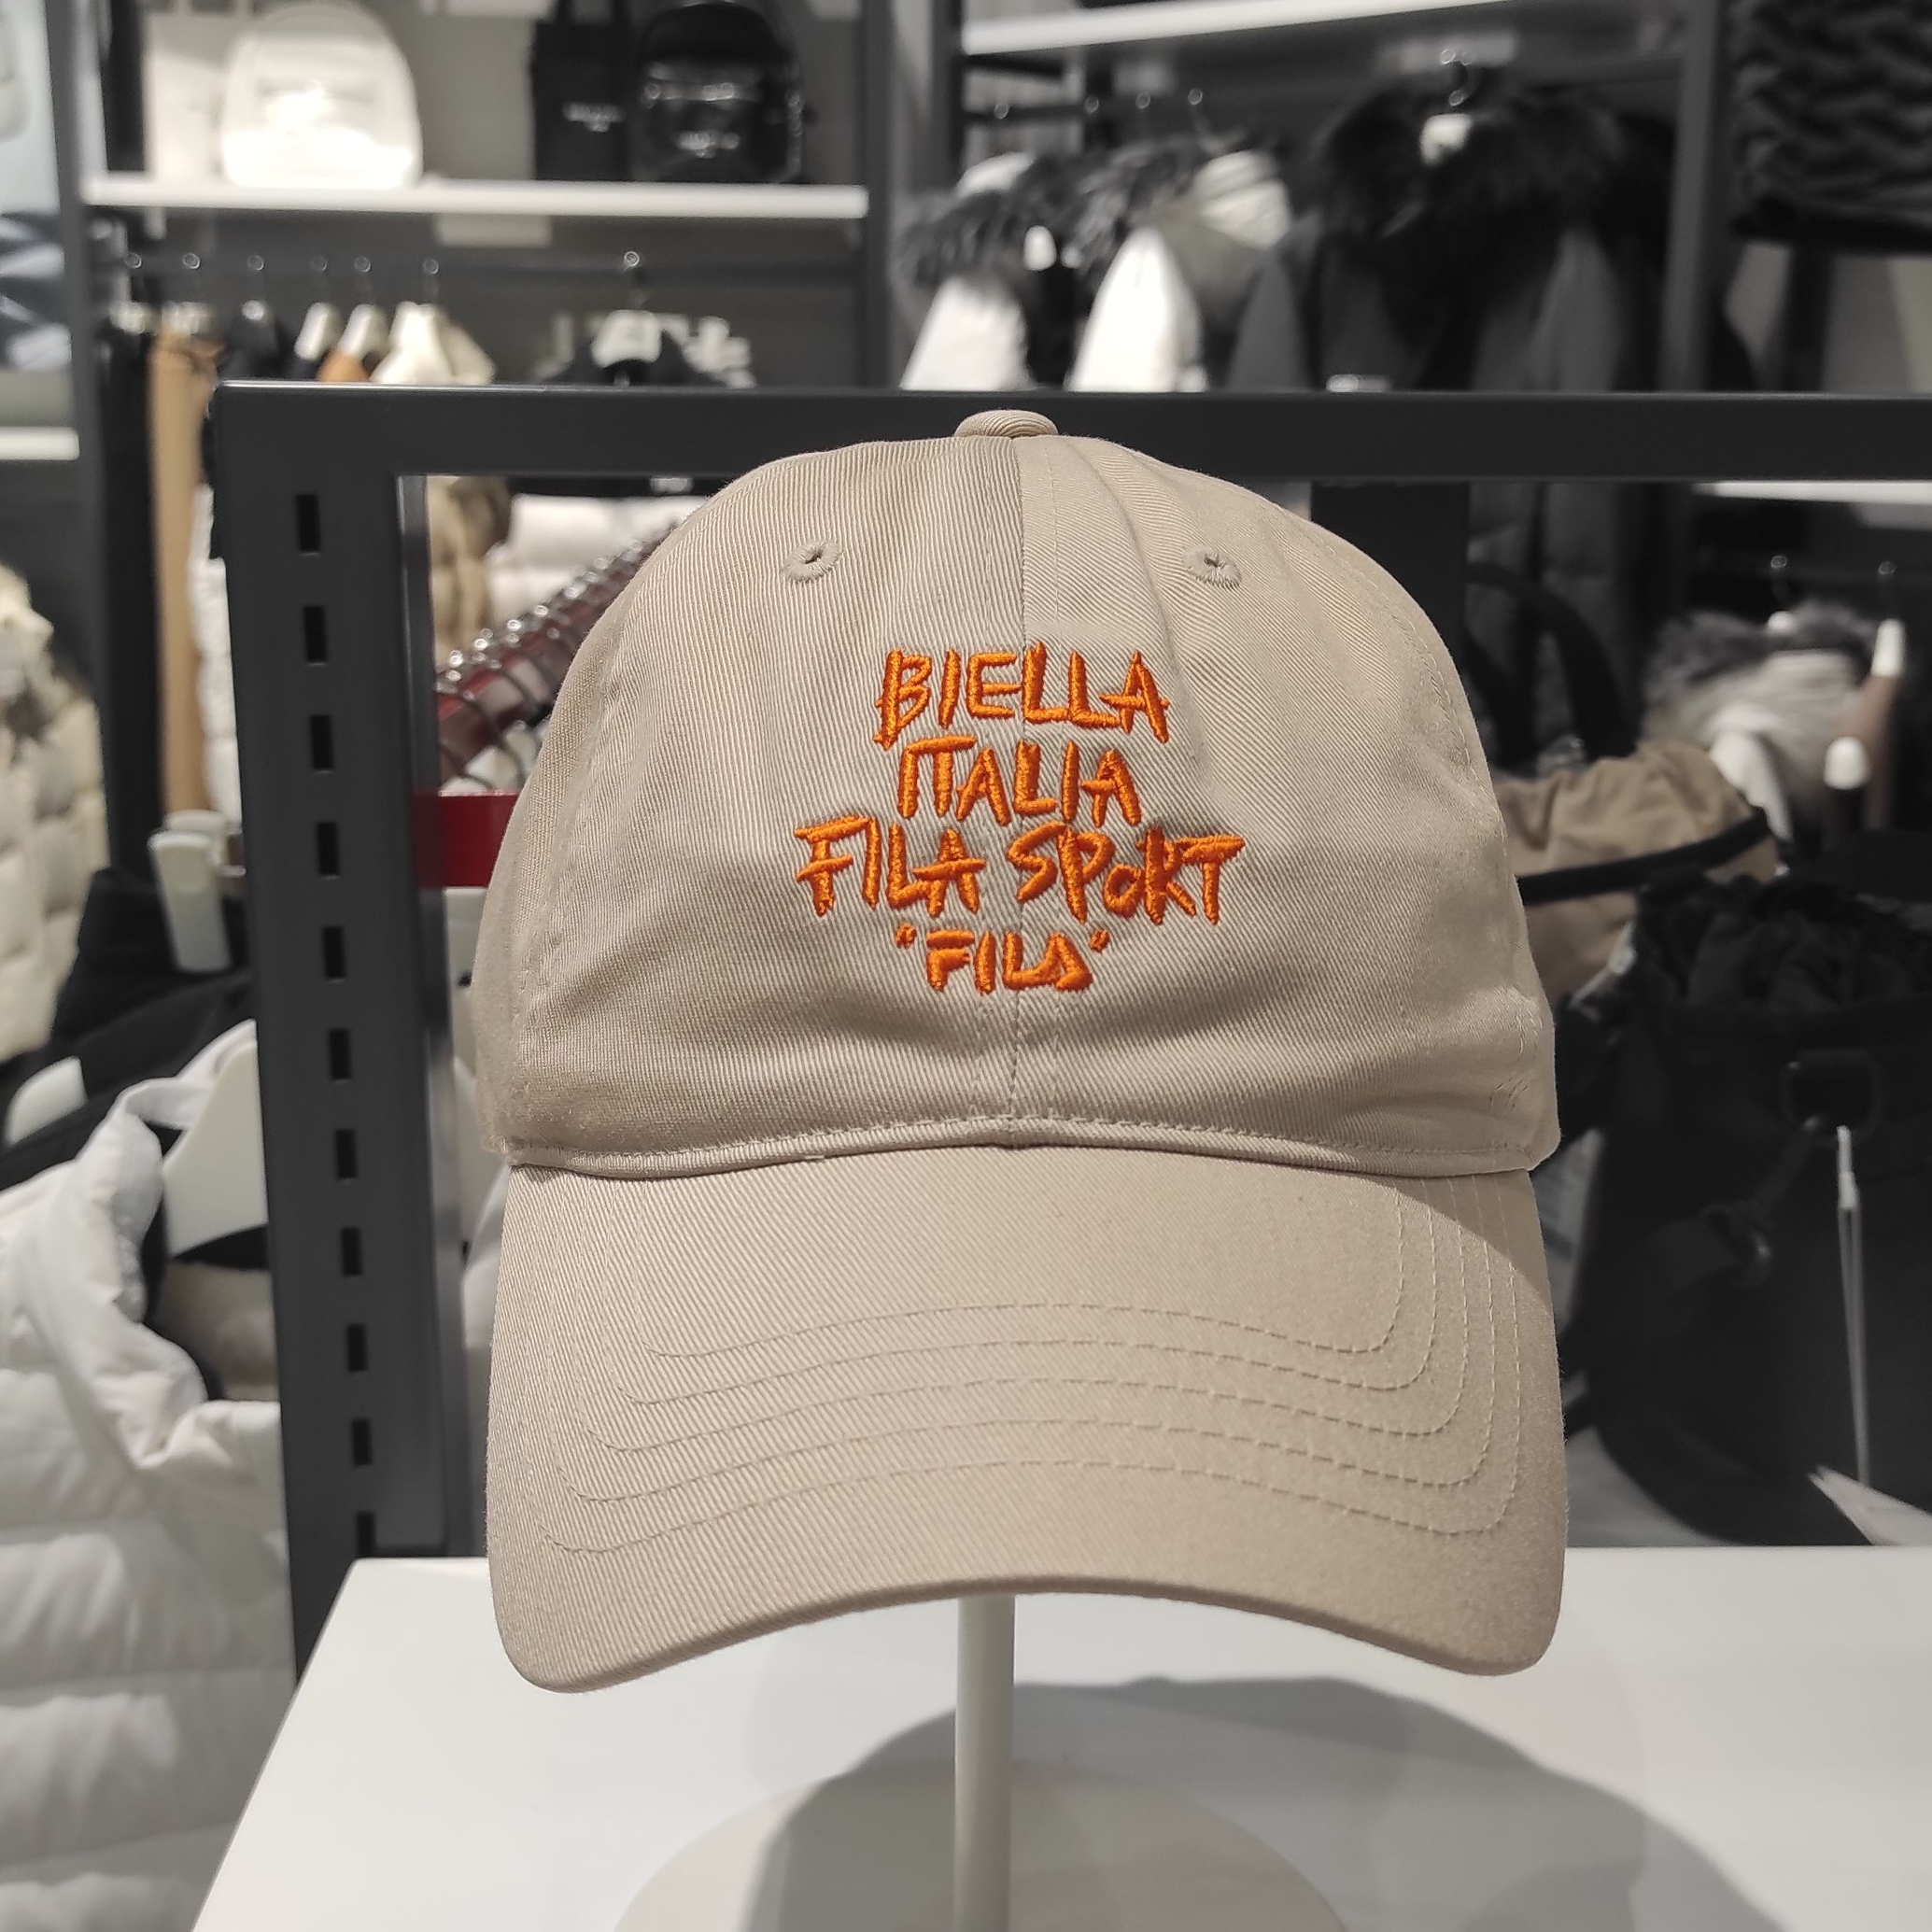 BIELLA
ITALIA
FILA SPORT
"FILA"